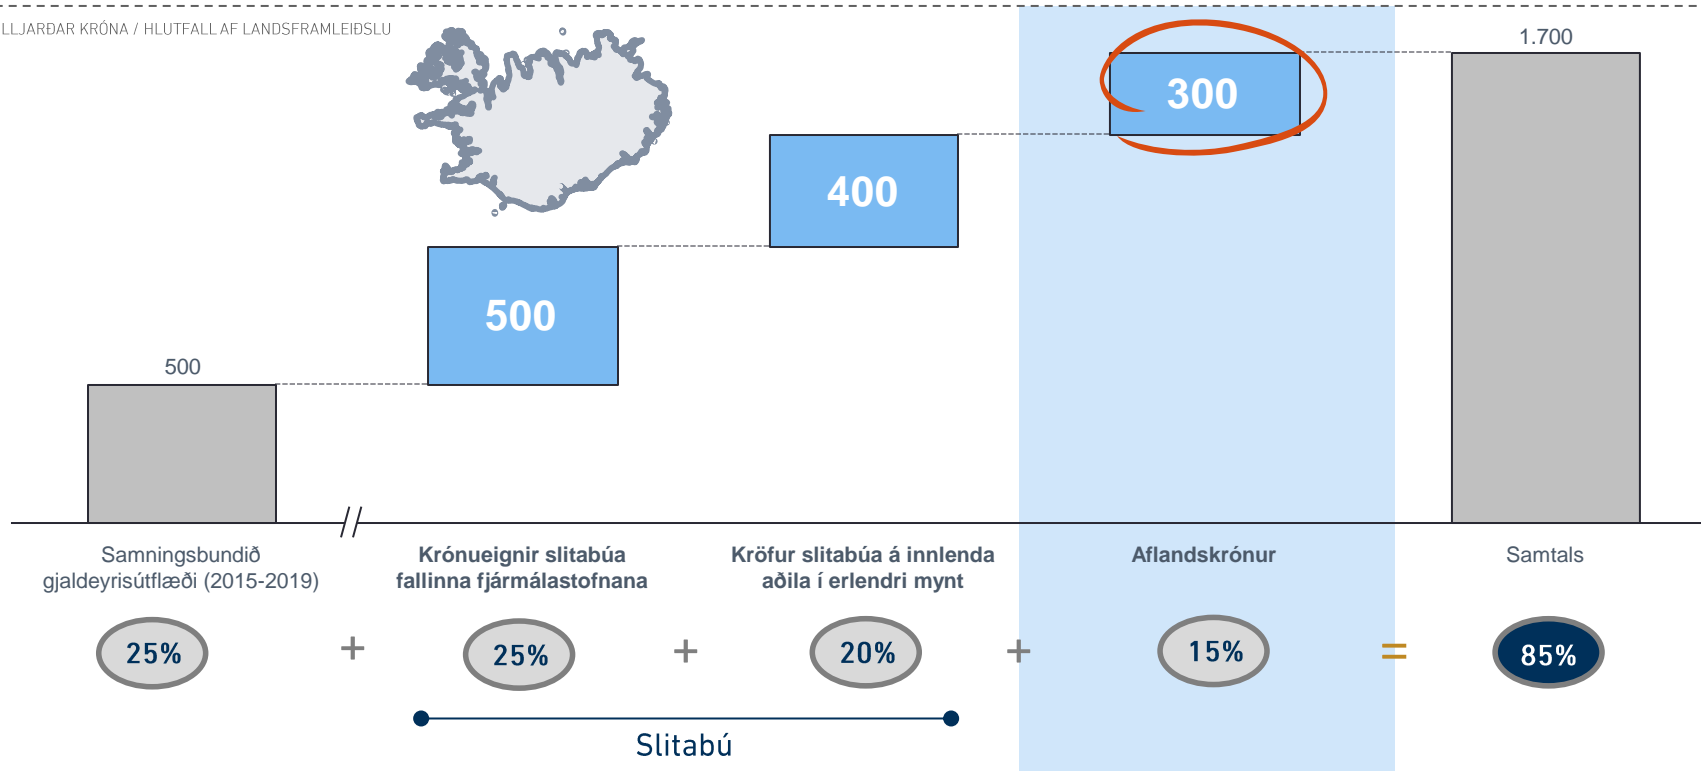 LLJARÐAR KRÓNA / HLUTFALL AF LANDSFRAMLEIÐSLU
1.700
300
400
500
500
Samningsbundið
gjaldeyrisútflæði (2015-2019)
Krónueignir slitabúa
fallinna fjármálastofnana
Kröfur slitabúa á innlenda
aðila í erlendri mynt
Aflandskrónur
Samtals
25% + 25% + 20% + 15% = 85%
Slitabú